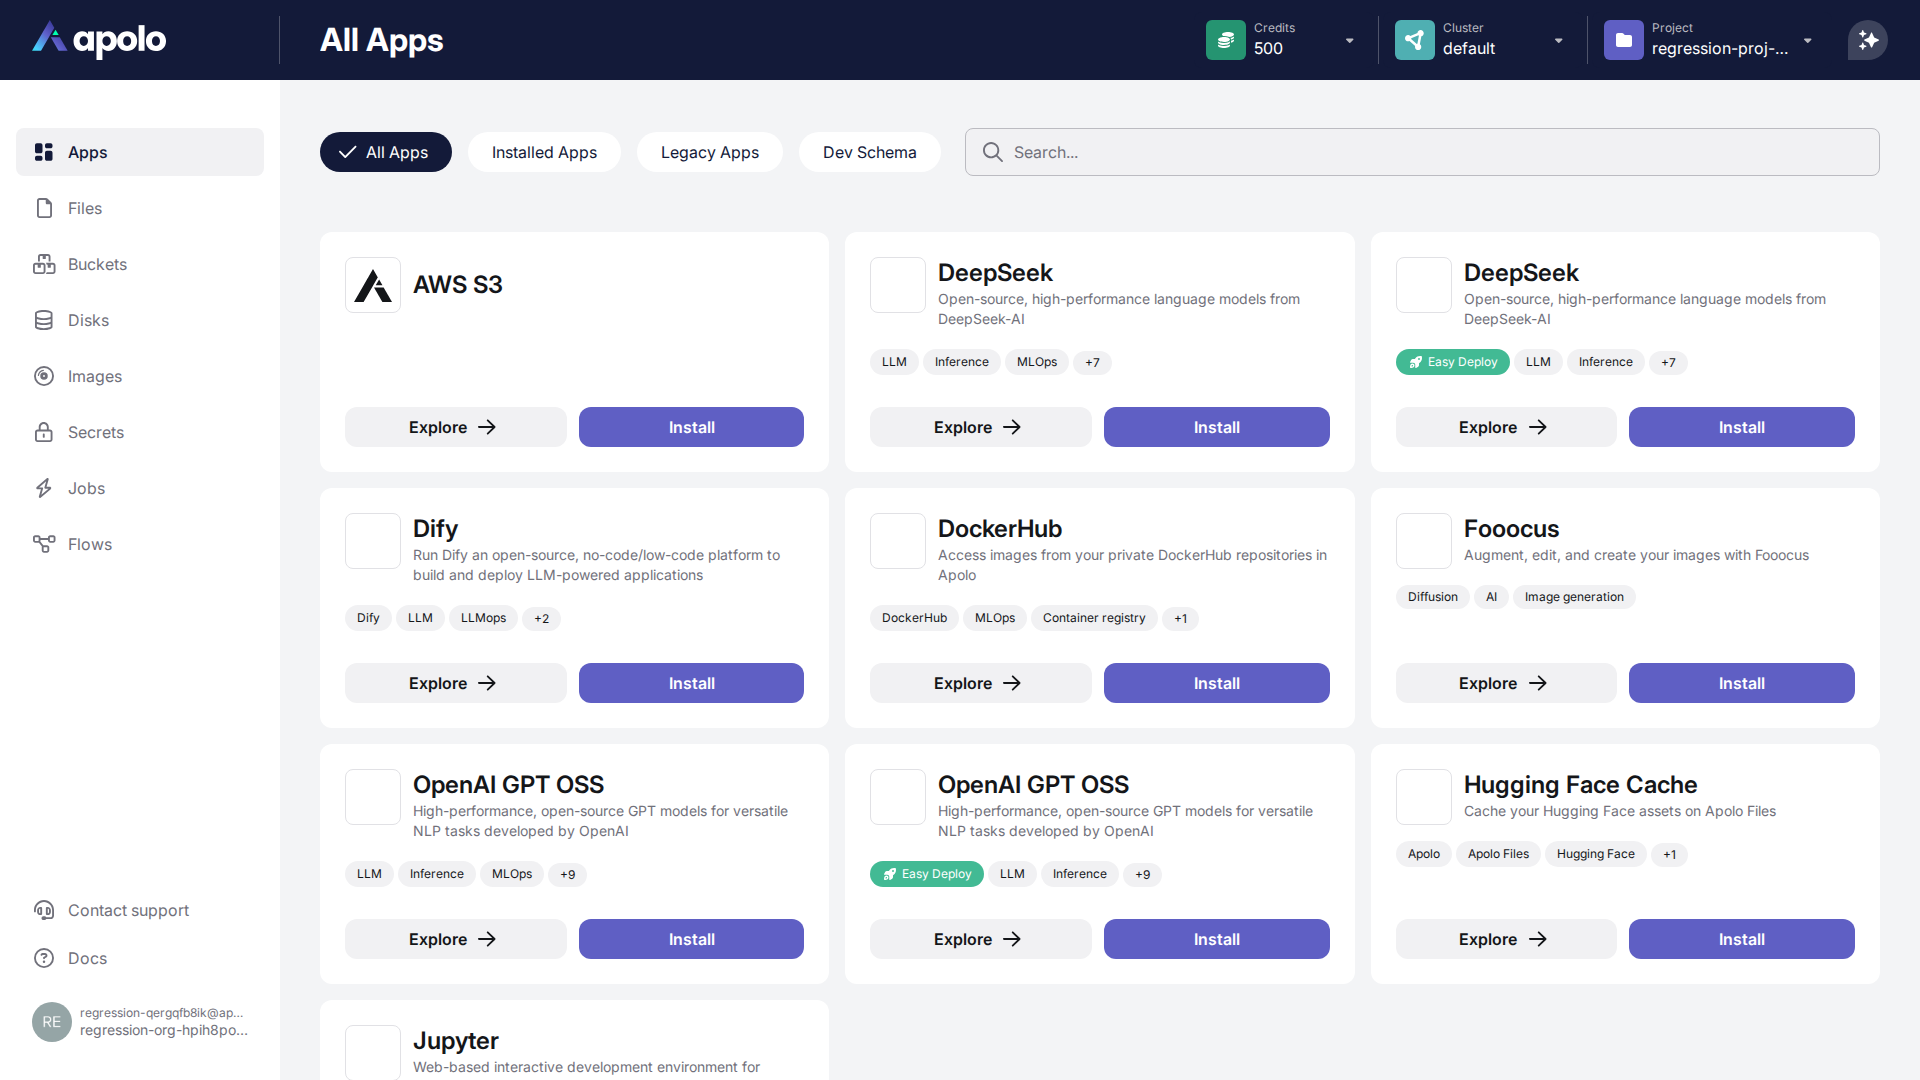 apolo
All Apps
Credits
500
Cluster
default
Project
regression-proj-...
Apps
Files
Buckets
Disks
Images
Secrets
Jobs
Flows
Contact support
Docs
RE
regression-qergqfb8ik@ap...
regression-org-hpih8po...
All Apps
Installed Apps
Legacy Apps
Dev Schema
Search...
AWS S3
Explore
Install
DeepSeek
Open-source, high-performance language models from
DeepSeek-AI
LLM
Inference
MLOps
+7
Explore
Install
DeepSeek
Open-source, high-performance language models from
DeepSeek-AI
Easy Deploy
LLM
Inference
+7
Explore
Install
Dify
Run Dify an open-source, no-code/low-code platform to
build and deploy LLM-powered applications
Dify
LLM
LLMops
+2
Explore
Install
DockerHub
Access images from your private DockerHub repositories in
Apolo
DockerHub
MLOps
Container registry
+1
Explore
Install
Fooocus
Augment, edit, and create your images with Fooocus
Diffusion
AI
Image generation
Explore
Install
OpenAI GPT OSS
High-performance, open-source GPT models for versatile
NLP tasks developed by OpenAI
LLM
Inference
MLOps
+9
Explore
Install
OpenAI GPT OSS
High-performance, open-source GPT models for versatile
NLP tasks developed by OpenAI
Easy Deploy
LLM
Inference
+9
Explore
Install
Hugging Face Cache
Cache your Hugging Face assets on Apolo Files
Apolo
Apolo Files
Hugging Face
+1
Explore
Install
Jupyter
Web-based interactive development environment for